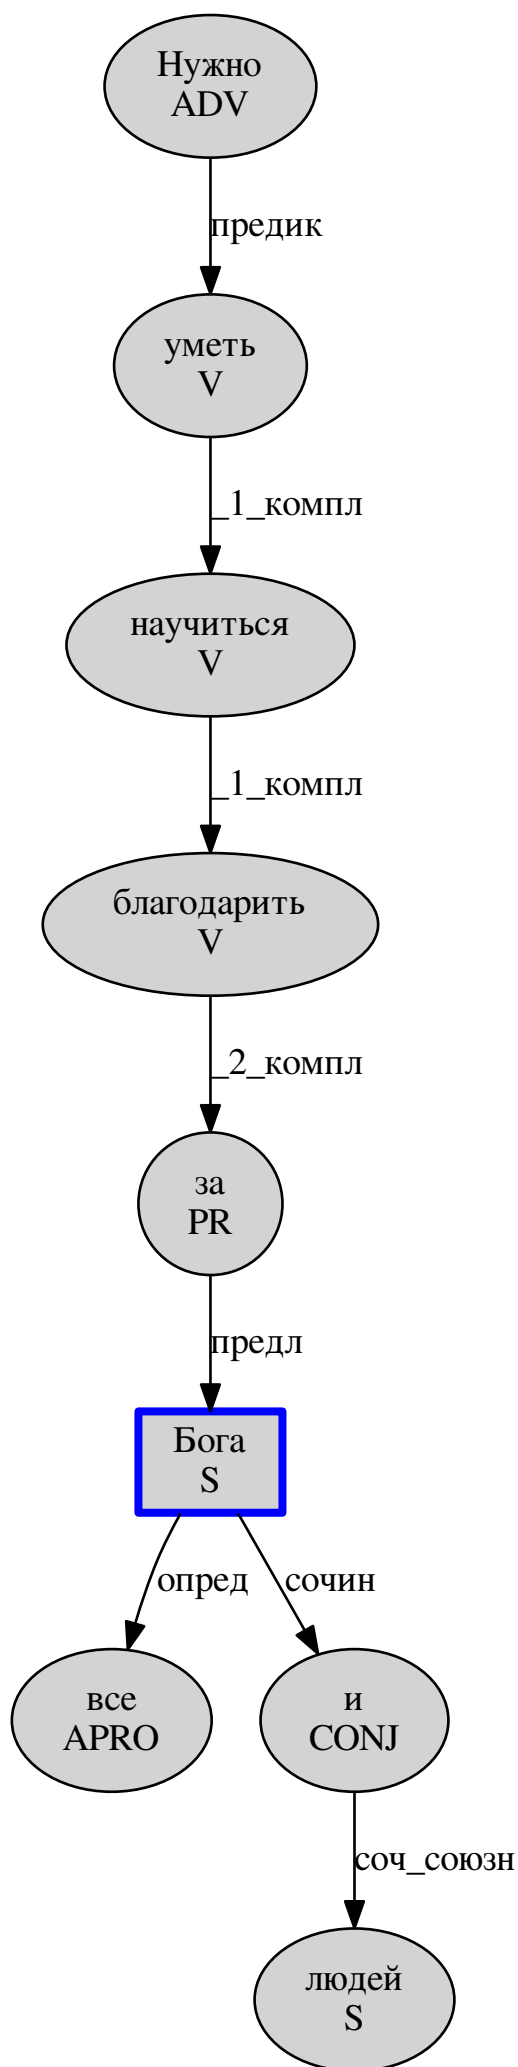 Нужно
ADV
предик
уметь
V
_1_компл
научиться
V
_1_компл
благодарить
V
_2_компл
за
PR
предл
Бога
S
опред
сочин
все
APRO
и
CONJ
соч_союзн
людей
S